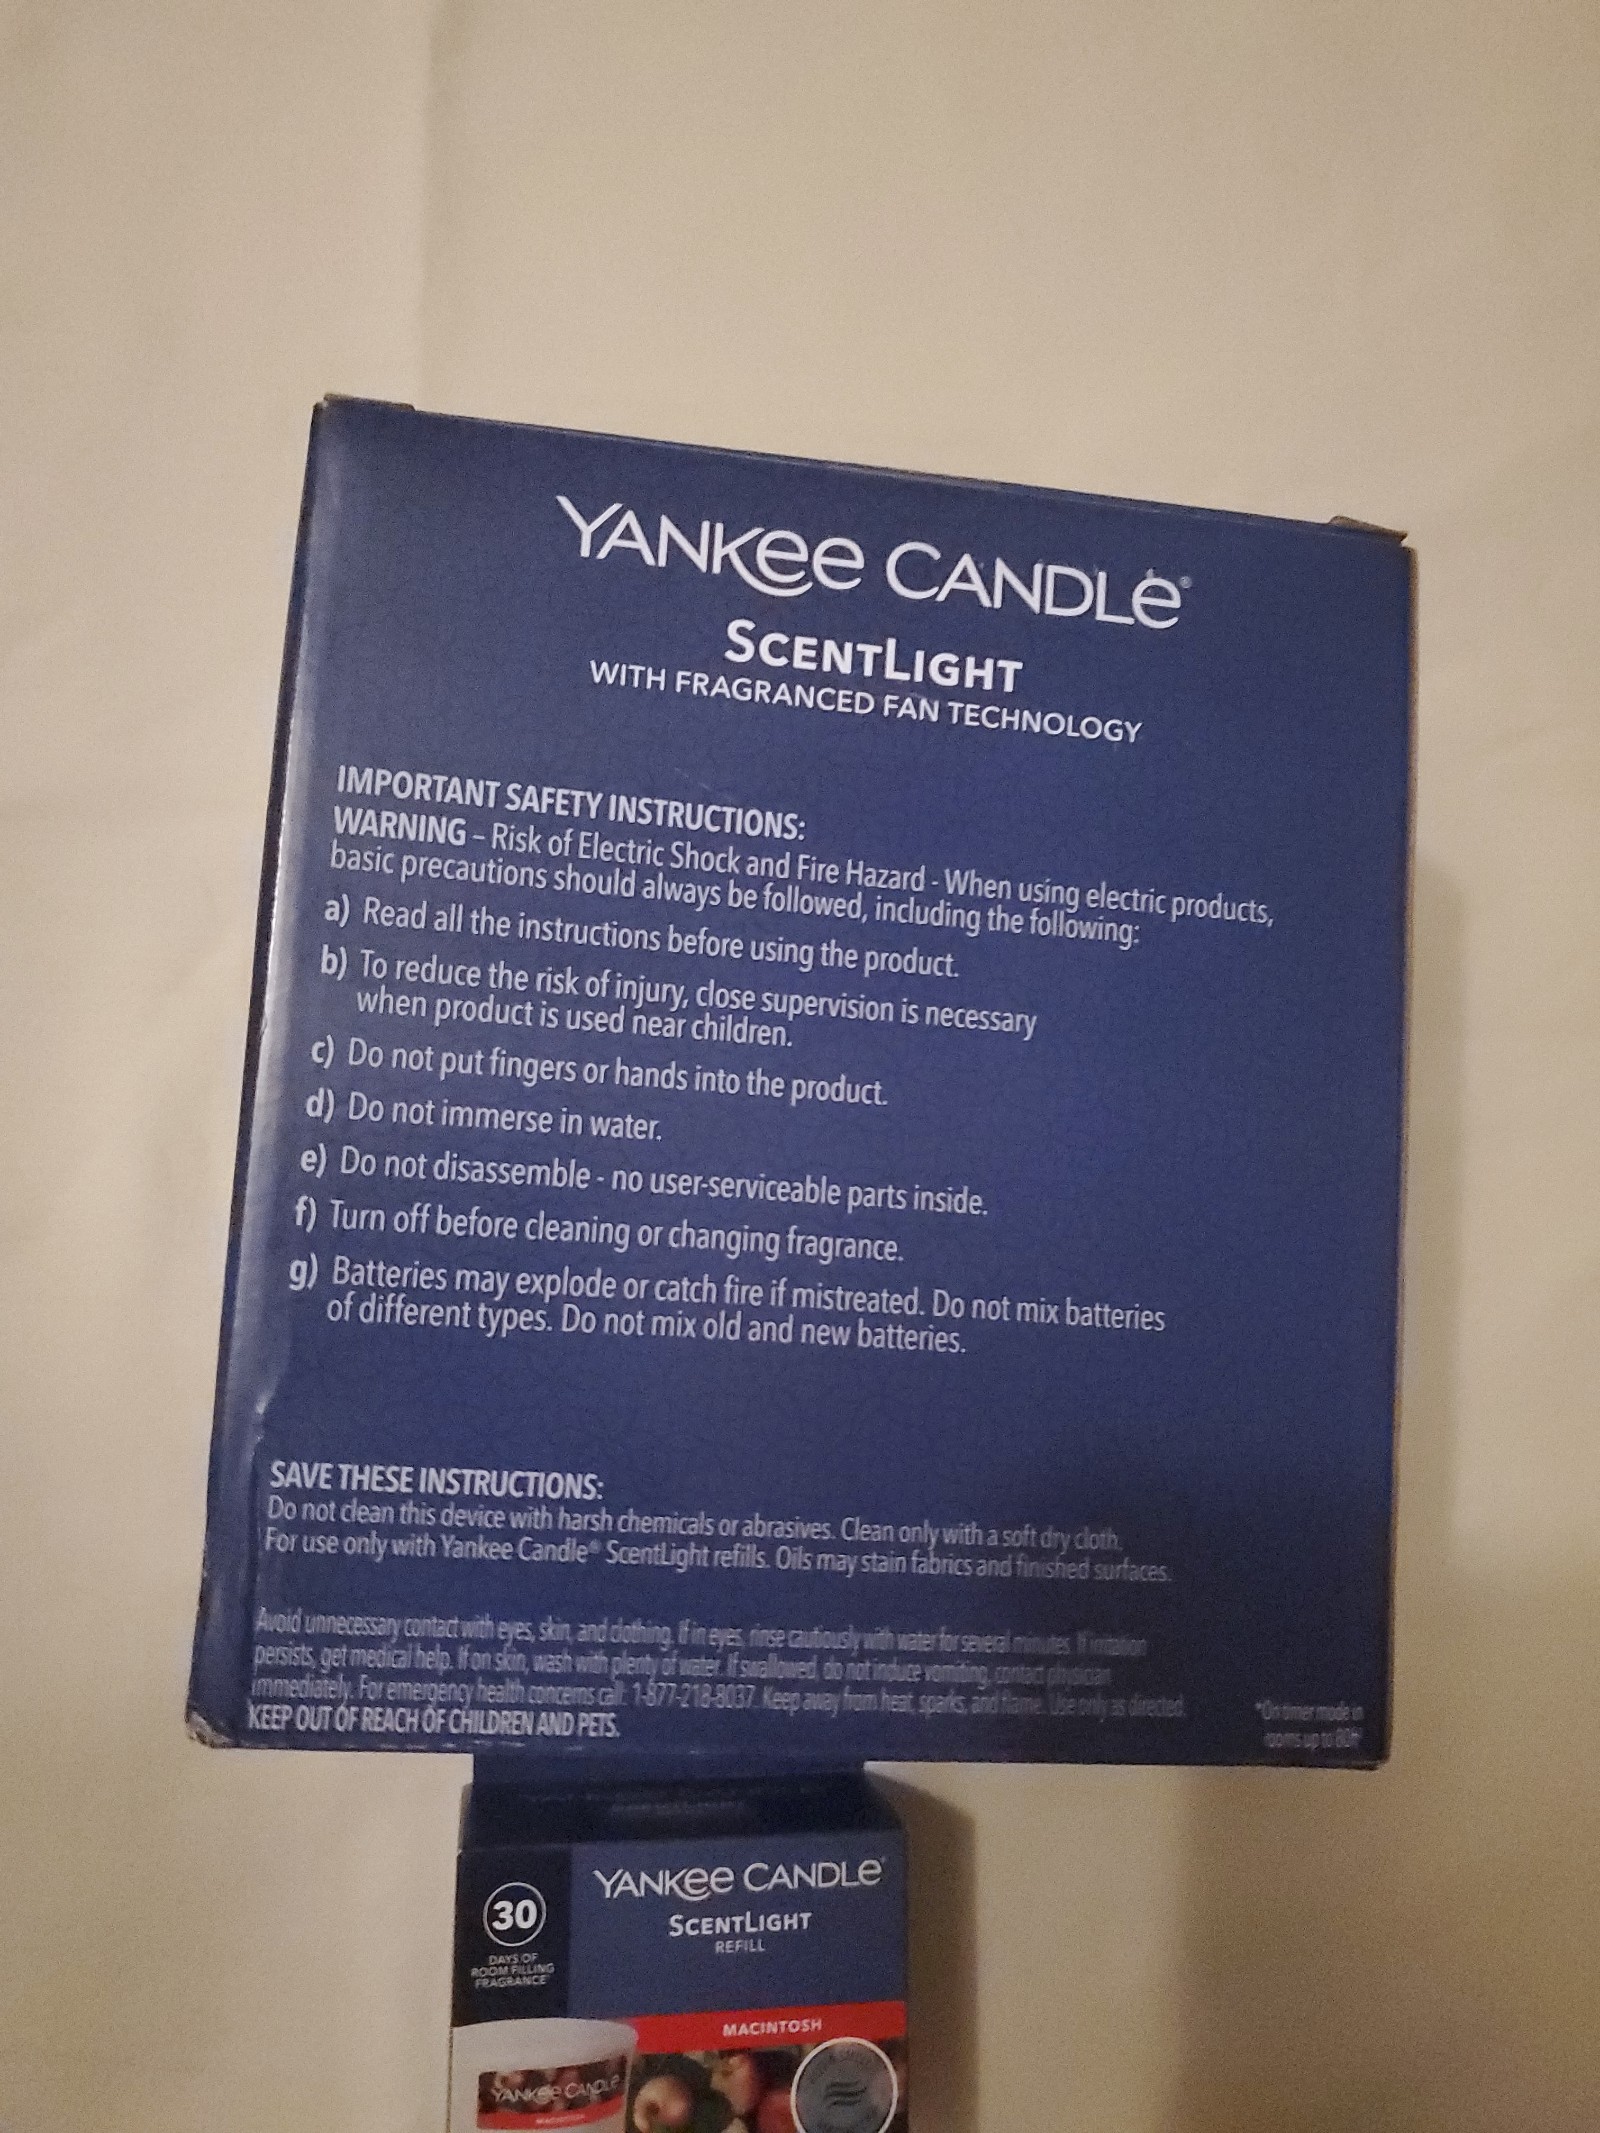 YANKEE CANDLE®
SCENTLIGHT
WITH FRAGRANCED FAN TECHNOLOGY
IMPORTANT SAFETY INSTRUCTIONS:
WARNING – Risk of Electric Shock and Fire Hazard - When using electric products,
basic precautions should always be followed, including the following:
a) Read all the instructions before using the product.
b) To reduce the risk of injury, close supervision is necessary
when product is used near children.
c) Do not put fingers or hands into the product.
d) Do not immerse in water.
e) Do not disassemble - no user-serviceable parts inside.
f) Turn off before cleaning or changing fragrance.
g) Batteries may explode or catch fire if mistreated. Do not mix batteries
of different types. Do not mix old and new batteries.
SAVE THESE INSTRUCTIONS:
Do not clean this device with harsh chemicals or abrasives. Clean only with a soft dry cloth.
For use only with Yankee Candle® ScentLight refills. Oils may stain fabrics and finished surfaces.
Avoid unnecessary contact with eyes, skin, and clothing. If in eyes, rinse cautiously with water for several minutes. If irritation
persists, get medical help. If on skin, wash with plenty of water. If swallowed, do not induce vomiting, contact physician
immediately. For emergency health concerns call: 1-877-218-8037. Keep away from heat, sparks, and flame. Use only as directed.
KEEP OUT OF REACH OF CHILDREN AND PETS.
*On timer mode in
rooms up to 80ft²
YANKEE CANDLE®
SCENTLIGHT
REFILL
30
DAYS OF
ROOM FILLING
FRAGRANCE*
MACINTOSH
YANKEE CANDLE
MACINTOSH